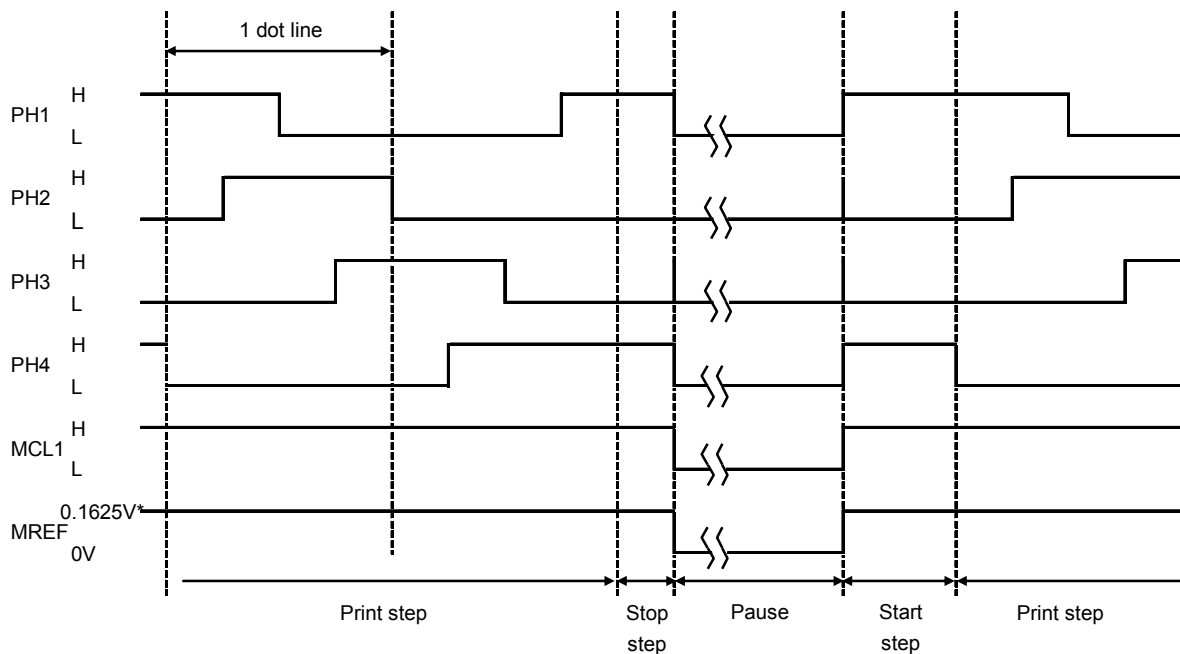 1 dot line
H
PH1
L
H
PH2
L
H
PH3
L
H
PH4
L
H
MCL1
L
0.1625V*
MREF
0V
Print step
Stop
step
Pause
Start
step
Print step